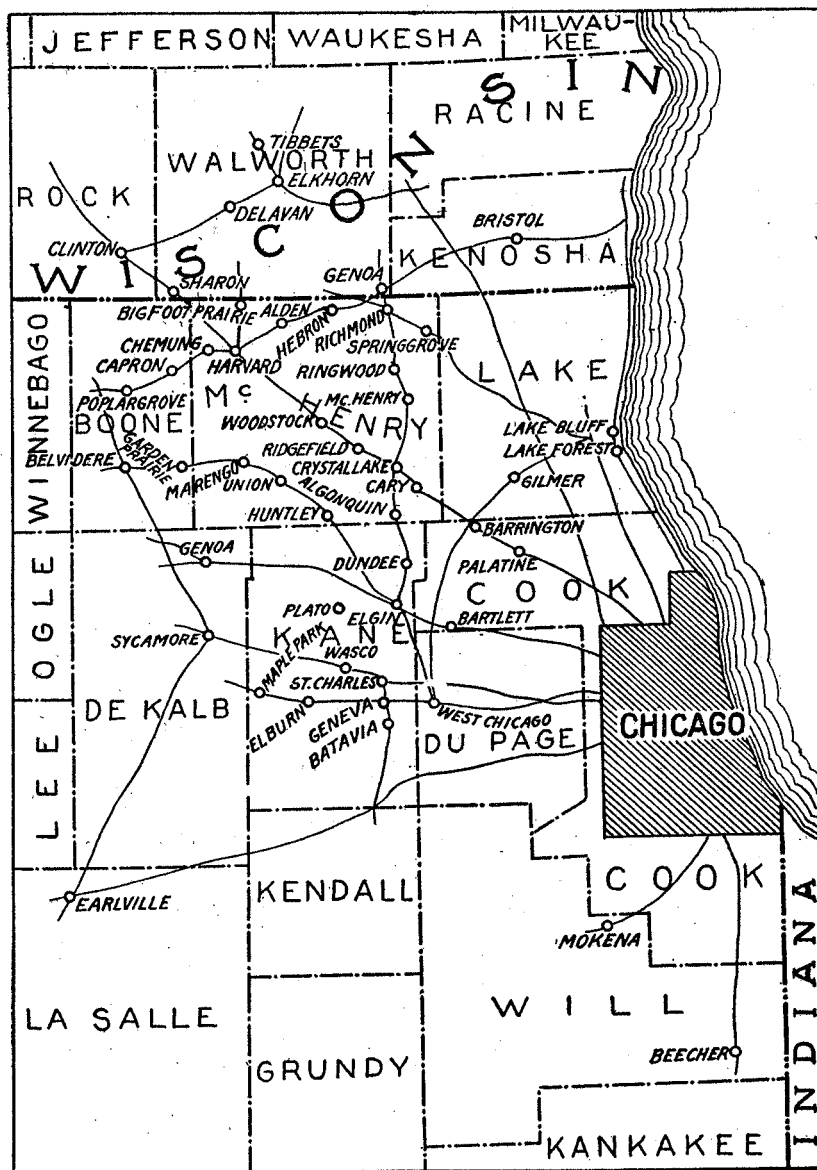 JEFFERSON
WAUKESHA
MILWAU-
KEE
WISCONSIN
RACINE
TIBBETS
WALWORTH
ELKHORN
ROCK
DELAVAN
BRISTOL
CLINTON
KENOSHA
SHARON
GENOA
BIGFOOT PRAIRIE
ALDEN
HEBRON
RICHMOND
SPRINGGROVE
WINNEBAGO
CHEMUNG
CAPRON
HARVARD
RINGWOOD
LAKE
POPLARGROVE
Mc HENRY
MC.HENRY
BOONE
WOODSTOCK
LAKE BLUFF
RIDGEFIELD
LAKE FOREST
BELVIDERE
GARDEN
PRAIRIE
MARENGO
CRYSTALLAKE
UNION
CARY
GILMER
ALGONQUIN
HUNTLEY
BARRINGTON
OGLE
GENOA
DUNDEE
PALATINE
COOK
PLATO
ELGIN
BARTLETT
SYCAMORE
KANE
WASCO
MAPLE PARK
ST.CHARLES
DE KALB
ELBURN
GENEVA
WEST CHICAGO
BATAVIA
DU PAGE
CHICAGO
LEE
KENDALL
COOK
EARLVILLE
MOKENA
INDIANA
LA SALLE
WILL
GRUNDY
BEECHER
KANKAKEE